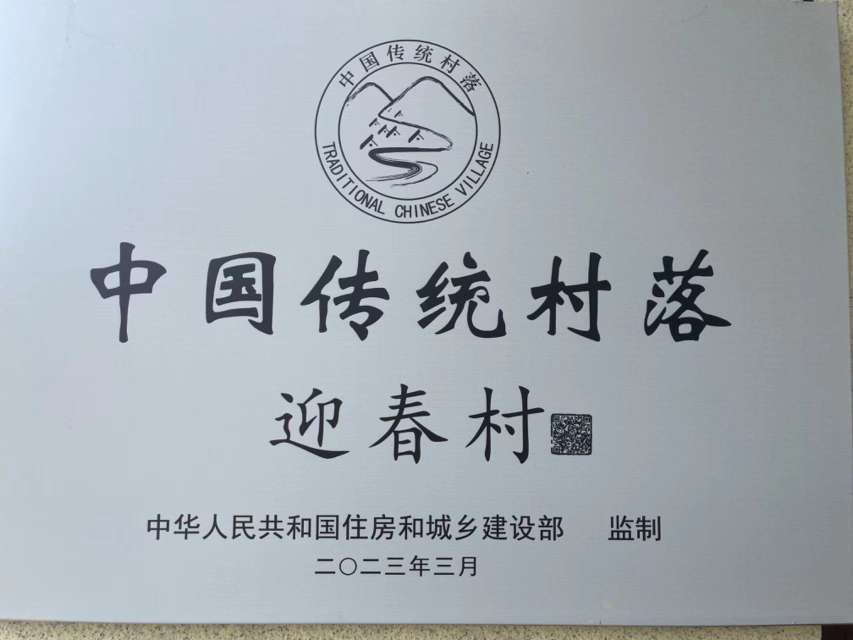 中国传统村落
TRADITIONAL CHINESE VILLAGE
中国传统村落
迎春村
中华人民共和国住房和城乡建设部 监制
二〇二三年三月